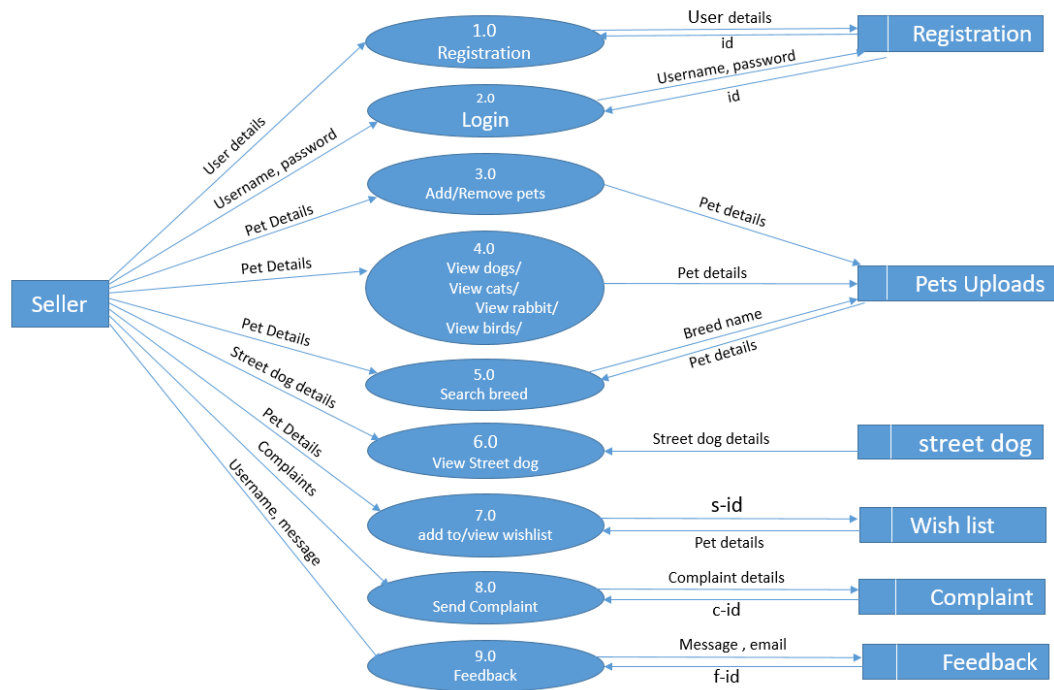 1.0
Registration
User details
id
Registration
Username, password
id
2.0
Login
User details
Username, password
3.0
Add/Remove pets
Pet Details
Pet details
4.0
View dogs/
View cats/
View rabbit/
View birds/
Pet Details
Pet details
Pets Uploads
Seller
Breed name
Pet details
Pet Details
5.0
Search breed
Street dog details
6.0
View Street dog
Street dog details
street dog
Pet Details
7.0
add to/view wishlist
s-id
Pet details
Wish list
Complaints
8.0
Send Complaint
Complaint details
c-id
Complaint
Username, message
9.0
Feedback
Message , email
f-id
Feedback